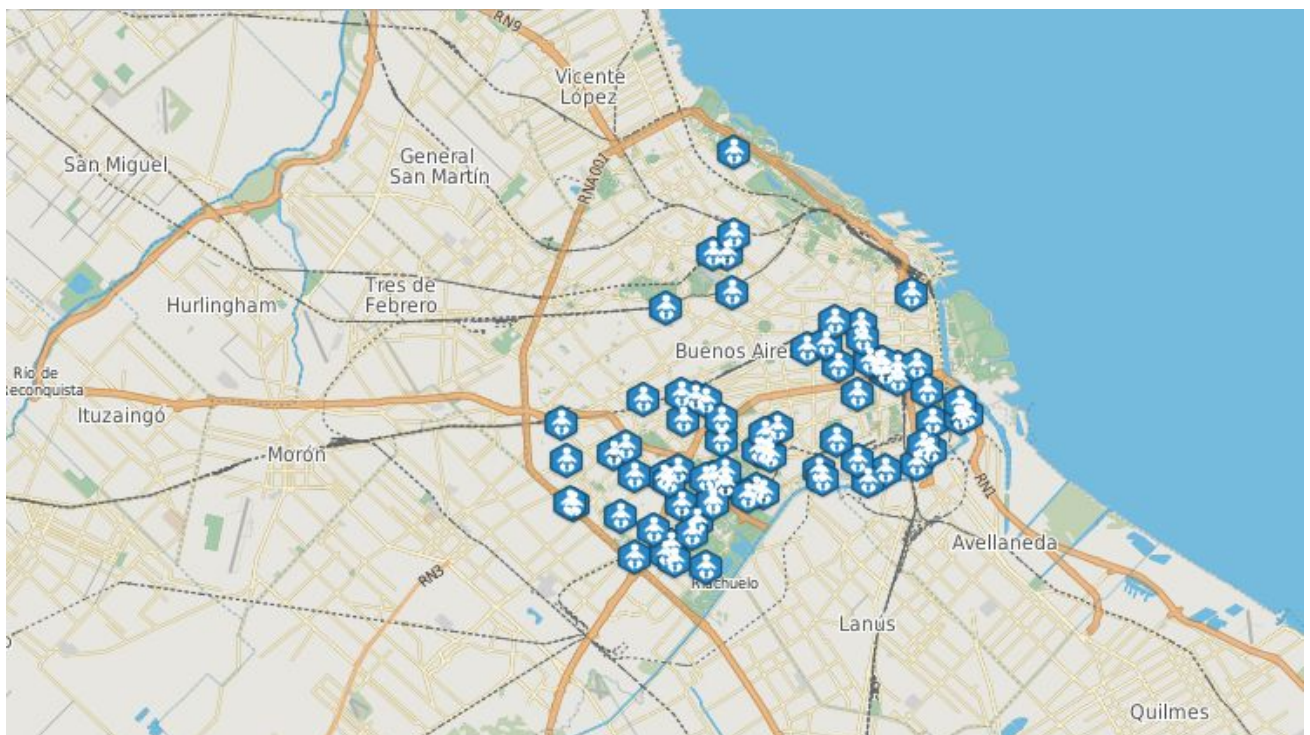 RN9
Vicente
López
San Miguel
General
San Martín
RNA001
Tres de
Febrero
Hurlingham
Buenos Aire
Río de
econquista
Ituzaingó
Morón
RN1
Avellaneda
RN3
Riachuelo
Lanús
Quilmes